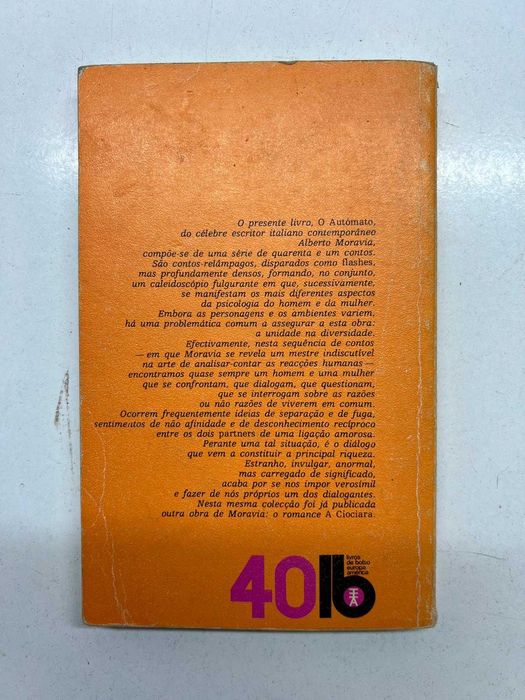 O presente livro, O Autómato,
do célebre escritor italiano contemporâneo
Alberto Moravia,
compõe-se de uma série de quarenta e um contos.
São contos-relâmpagos, disparados como flashes,
mas profundamente densos, formando, no conjunto,
um caleidoscópio fulgurante em que, sucessivamente,
se manifestam os mais diferentes aspectos
da psicologia do homem e da mulher.
Embora as personagens e os ambientes variem,
há uma problemática comum a assegurar a esta obra:
a unidade na diversidade.
Efectivamente, nesta sequência de contos
—em que Moravia se revela um mestre indiscutível
na arte de analisar-contar as reacções humanas—
encontramos quase sempre um homem e uma mulher
que se confrontam, que dialogam, que questionam,
que se interrogam sobre as razões
ou não razões de viverem em comum.
Ocorrem frequentemente ideias de separação e de fuga,
sentimentos de não afinidade e de desconhecimento recíproco
entre os dois partners de uma ligação amorosa.
Perante uma tal situação, é o diálogo
que vem a constituir a principal riqueza.
Estranho, invulgar, anormal,
mas carregado de significado,
acaba por se nos impor verosímil
e fazer de nós próprios um dos dialogantes.
Nesta mesma colecção foi já publicada
outra obra de Moravia: o romance A Ciociara.
40 lb
livros
de bolso
europa
américa
EA